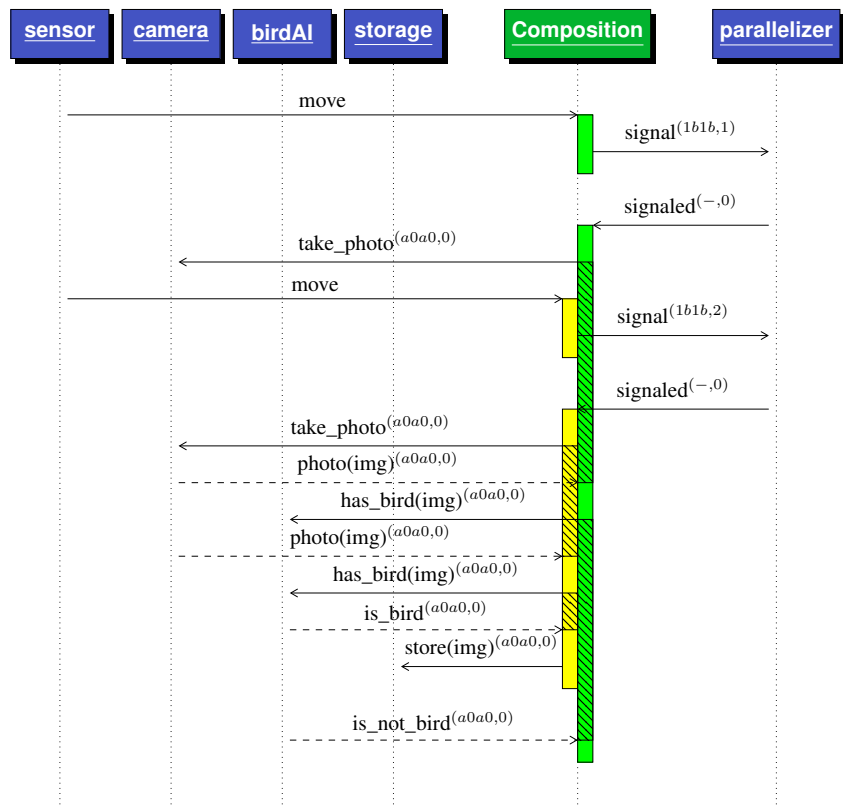 sensor camera birdAI storage Composition parallelizer
move
signal(1b1b,1)
signaled(−,0)
take_photo(a0a0,0)
move
signal(1b1b,2)
signaled(−,0)
take_photo(a0a0,0)
photo(img)(a0a0,0)
has_bird(img)(a0a0,0)
photo(img)(a0a0,0)
has_bird(img)(a0a0,0)
is_bird(a0a0,0)
store(img)(a0a0,0)
is_not_bird(a0a0,0)